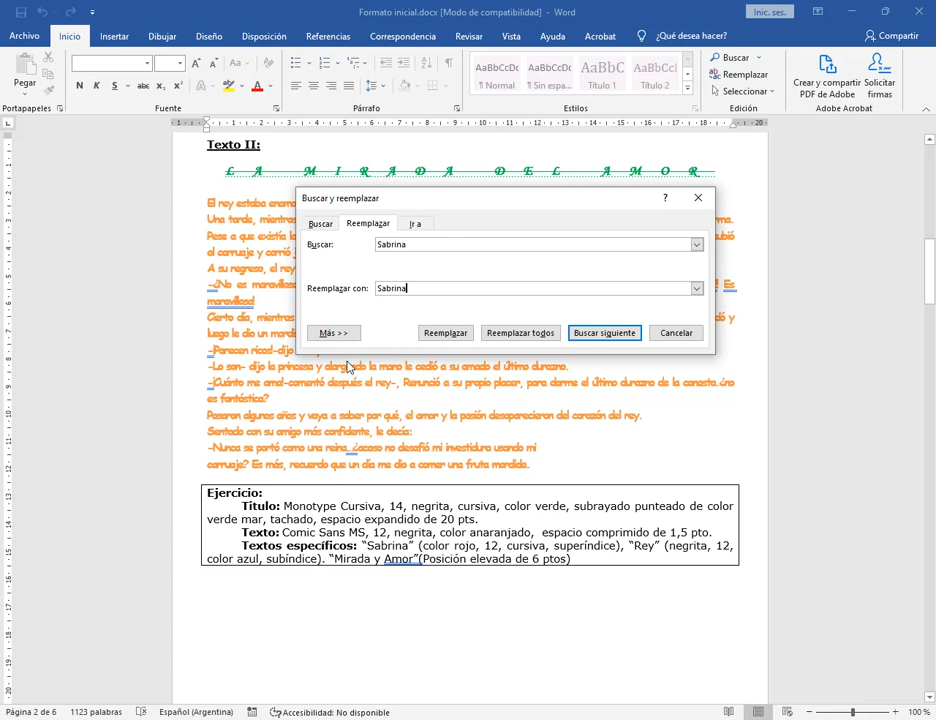 Formato inicial.docx [Modo de compatibilidad] - Word
Inic. ses.
Archivo Inicio Insertar Dibujar Diseño Disposición Referencias Correspondencia Revisar Vista Ayuda Acrobat ¿Qué desea hacer? Compartir
Pegar
N K S abc x₂ x²
Aa
AaBbCcDc AaBbCcDc AaBbC AaBbCcI
¶ Normal ¶ Sin espa... Título 1 Título 2
Buscar
Reemplazar
Seleccionar
Crear y compartir PDF de Adobe
Solicitar firmas
Portapapeles Fuente Párrafo Estilos Edición Adobe Acrobat
Texto II:
LA MIRADA DEL AMOR
El rey estaba
Una tarde, mientras
Pese a que existía
al carruaje y corrió
A su regreso, el rey
-¿No es
maravillosa!
Es
Cierto día, mientras
luego le dio un
Buscar y reemplazar
Buscar Reemplazar Ir a
Buscar: Sabrina
Reemplazar con: Sabrina
Más >> Reemplazar Reemplazar todos Buscar siguiente Cancelar
-¡Parecen ricos!-dijo
-Lo son- dijo la princesa y alargando la mano le cedió a su amado el último durazno.
-¡Cuánto me ama!-comentó después el rey-, Renunció a su propio placer, para darme el último durazno de la canasta.¿no
es fantástica?
Pasaron algunos años y vaya a saber por qué, el amor y la pasión desaparecieron del corazón del rey.
Sentado con su amigo más confidente, le decía:
-Nunca se portó como una reina...¿acaso no desafió mi investidura usando mi
carruaje? Es más, recuerdo que un día me dio a comer una fruta mordida.
Ejercicio:
Titulo: Monotype Cursiva, 14, negrita, cursiva, color verde, subrayado punteado de color
verde mar, tachado, espacio expandido de 20 pts.
Texto: Comic Sans MS, 12, negrita, color anaranjado, espacio comprimido de 1,5 pto.
Textos específicos: "Sabrina" (color rojo, 12, cursiva, superíndice), "Rey" (negrita, 12,
color azul, subíndice). "Mirada y Amor"(Posición elevada de 6 ptos)
Página 2 de 6 1123 palabras Español (Argentina) Accesibilidad: No disponible 100 %